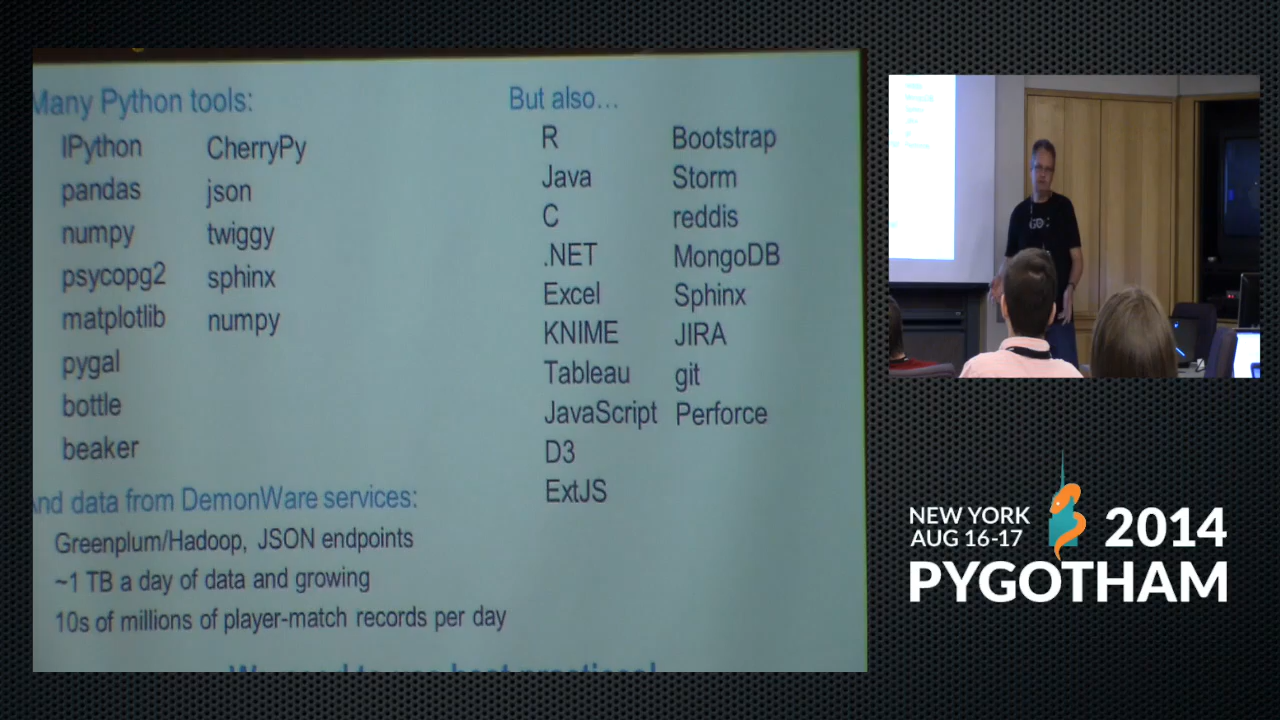 Many Python tools:
IPython
pandas
numpy
psycopg2
matplotlib
pygal
bottle
beaker
CherryPy
json
twiggy
sphinx
numpy
And data from DemonWare services:
Greenplum/Hadoop, JSON endpoints
~1 TB a day of data and growing
10s of millions of player-match records per day
But also...
R
Java
C
.NET
Excel
KNIME
Tableau
JavaScript
D3
ExtJS
Bootstrap
Storm
reddis
MongoDB
Sphinx
JIRA
git
Perforce
NEW YORK
AUG 16-17
2014
PYGOTHAM